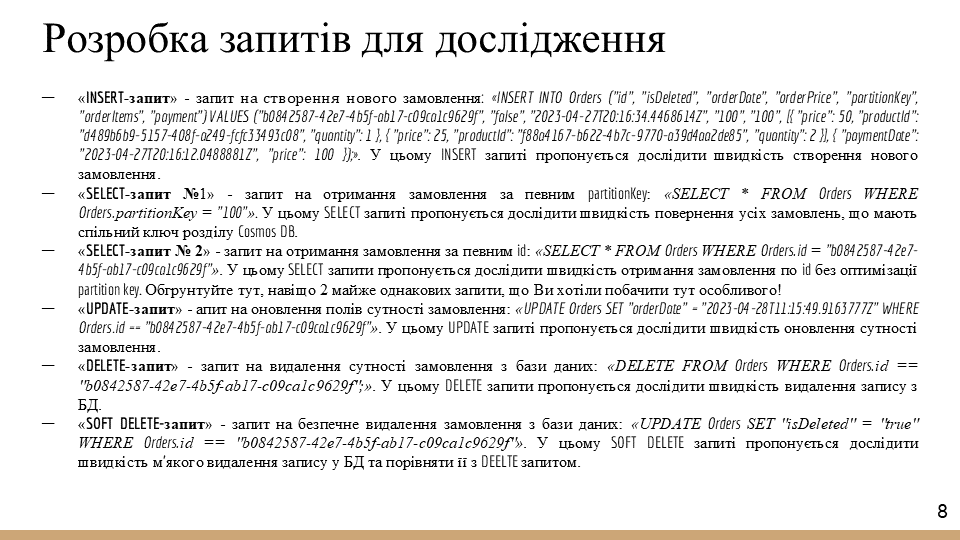 Розробка запитів для дослідження
— «INSERT-запит» - запит на створення нового замовлення: «INSERT INTO Orders ("id", "isDeleted", "orderDate", "orderPrice", "partitionKey",
"orderItems", "payment") VALUES ("b0842587-42e7-4b5f-ab17-c09ca1c9629f", "false", "2023-04-27T20:16:34.4468614Z", "100", "100", [{ "price": 50, "productId":
"d489b6b9-5157-408f-a249-fcfc33493c08", "quantity": 1 }, { "price": 25, "productId": "f88a4167-b622-4b7c-9770-a39d4aa2de85", "quantity": 2 }], { "paymentDate":
"2023-04-27T20:16:12.0488881Z", "price": 100 });». У цьому INSERT запиті пропонується дослідити швидкість створення нового
замовлення.
— «SELECT-запит №1» - запит на отримання замовлення за певним partitionKey: «SELECT * FROM Orders WHERE
Orders.partitionKey = "100"». У цьому SELECT запиті пропонується дослідити швидкість повернення усіх замовлень, що мають
спільний ключ розділу Cosmos DB.
— «SELECT-запит № 2» - запит на отримання замовлення за певним id: «SELECT * FROM Orders WHERE Orders.id = "b0842587-42e7-
4b5f-ab17-c09ca1c9629f"». У цьому SELECT запити пропонується дослідити швидкість отримання замовлення по id без оптимізації
partition key. Обгрунтуйте тут, навіщо 2 майже однакових запити, що Ви хотіли побачити тут особливого!
— «UPDATE-запит» - апит на оновлення полів сутності замовлення: «UPDATE Orders SET "orderDate" = "2023-04-28T11:15:49.9163777Z" WHERE
Orders.id == "b0842587-42e7-4b5f-ab17-c09ca1c9629f"». У цьому UPDATE запиті пропонується дослідити швидкість оновлення сутності
замовлення.
— «DELETE-запит» - запит на видалення сутності замовлення з бази даних: «DELETE FROM Orders WHERE Orders.id ==
"b0842587-42e7-4b5f-ab17-c09ca1c9629f";». У цьому DELETE запити пропонується дослідити швидкість видалення запису з
БД.
— «SOFT DELETE-запит» - запит на безпечне видалення замовлення з бази даних: «UPDATE Orders SET "isDeleted" = "true"
WHERE Orders.id == "b0842587-42e7-4b5f-ab17-c09ca1c9629f"». У цьому SOFT DELETE запиті пропонується дослідити
швидкість м'якого видалення запису у БД та порівняти її з DEELTE запитом.
8